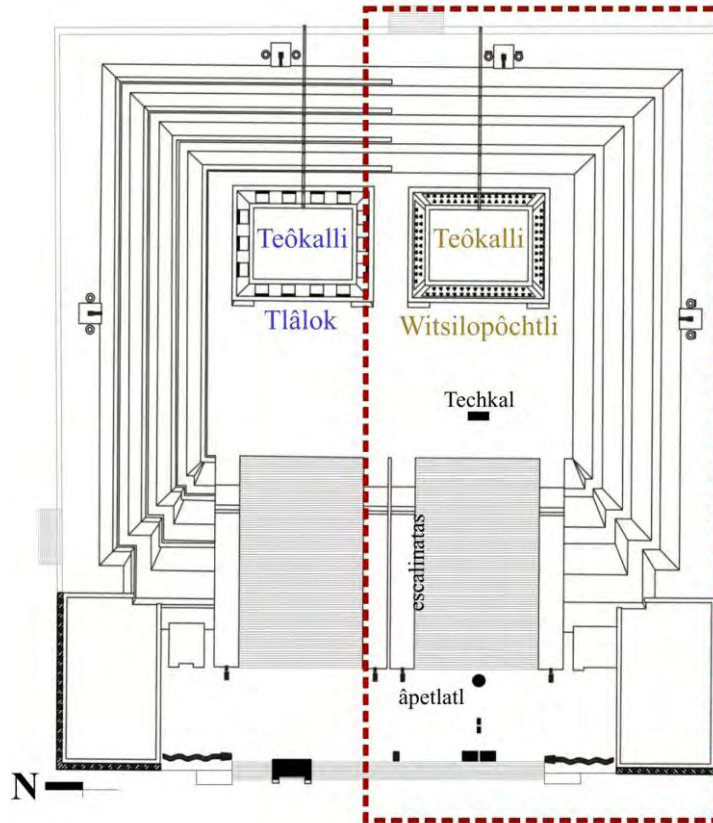 Teôkalli
Teôkalli
Tlâlok
Witsilopôchtli
Techkal
escalinatas
âpetlatl
N